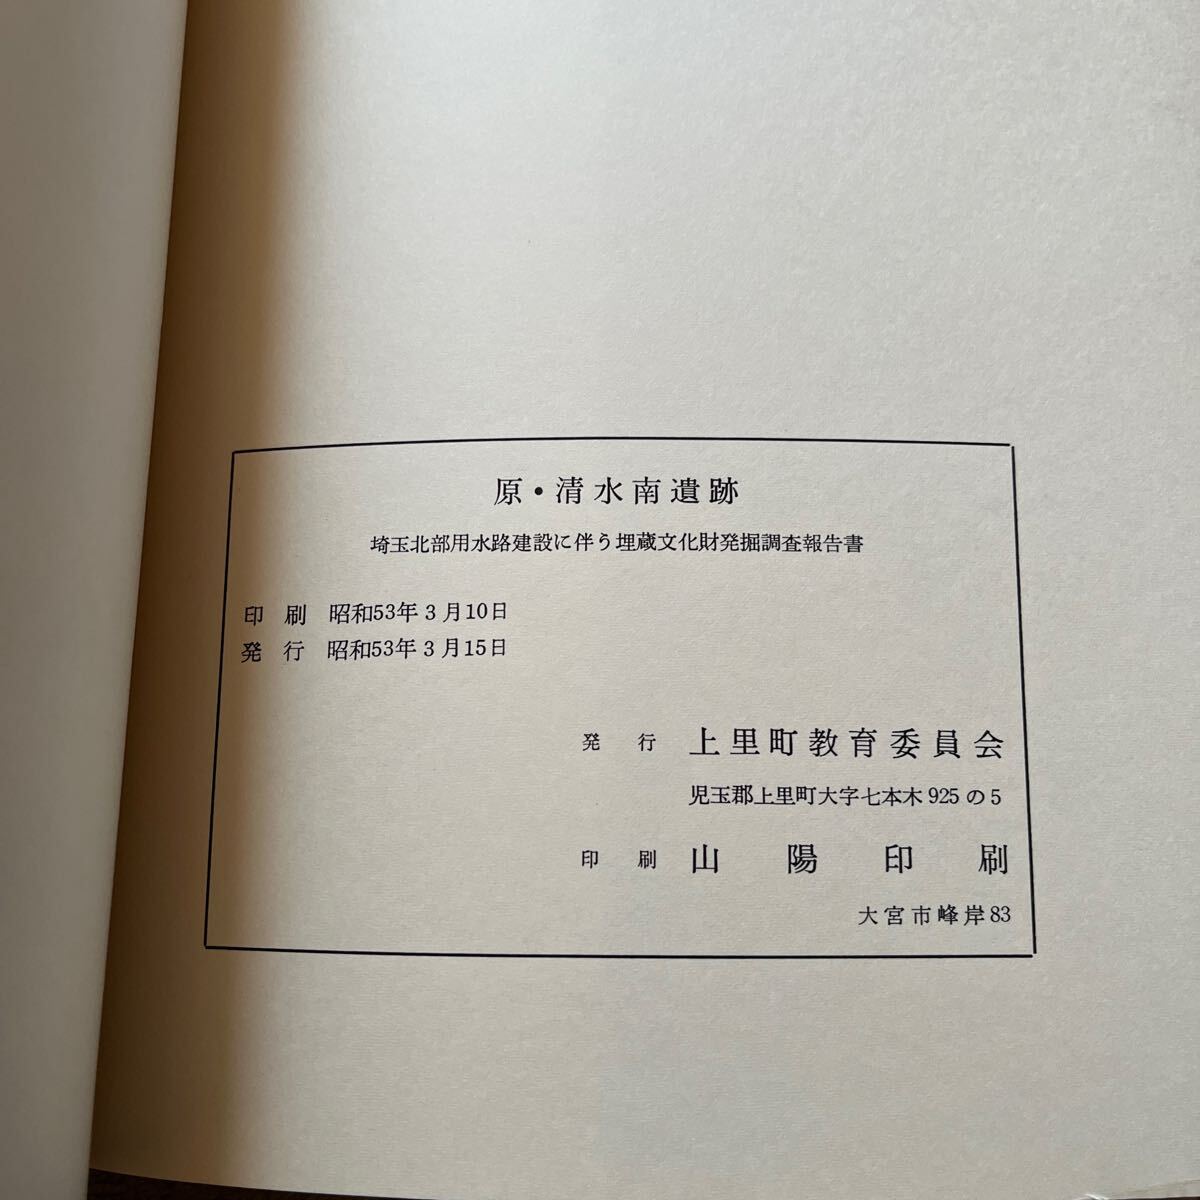 原・清水南遺跡
埼玉北部用水路建設に伴う埋蔵文化財発掘調査報告書
印刷 昭和53年3月10日
発行 昭和53年3月15日
発行 上里町教育委員会
児玉郡上里町大字七本木925の5
印刷 山陽印刷
大宮市峰岸83